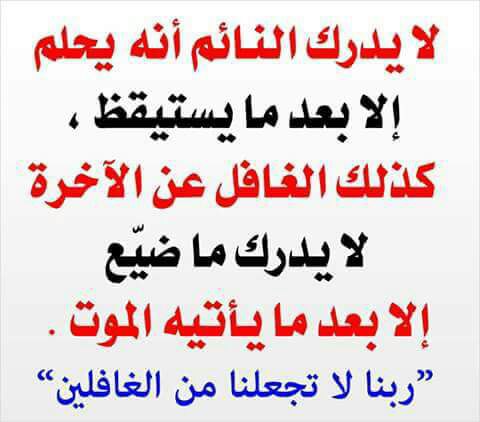 لا يدرك النائم أنه يحلم
إلا بعد ما يستيقظ ،
كذلك الغافل عن الآخرة
لا يدرك ما ضيّع
إلا بعد ما يأتيه الموت .
”ربنا لا تجعلنا من الغافلين“